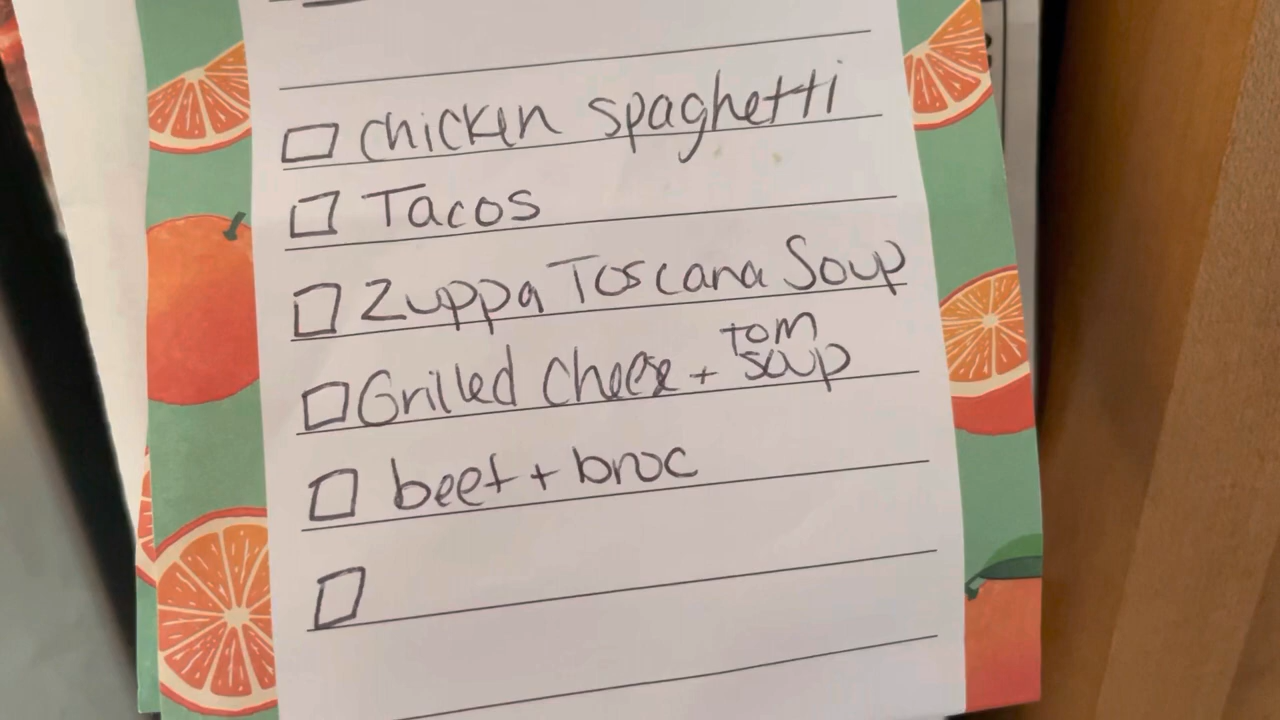 chicken spaghetti
Tacos
Zuppa Toscana Soup
Grilled Cheese + tom soup
beef + broc